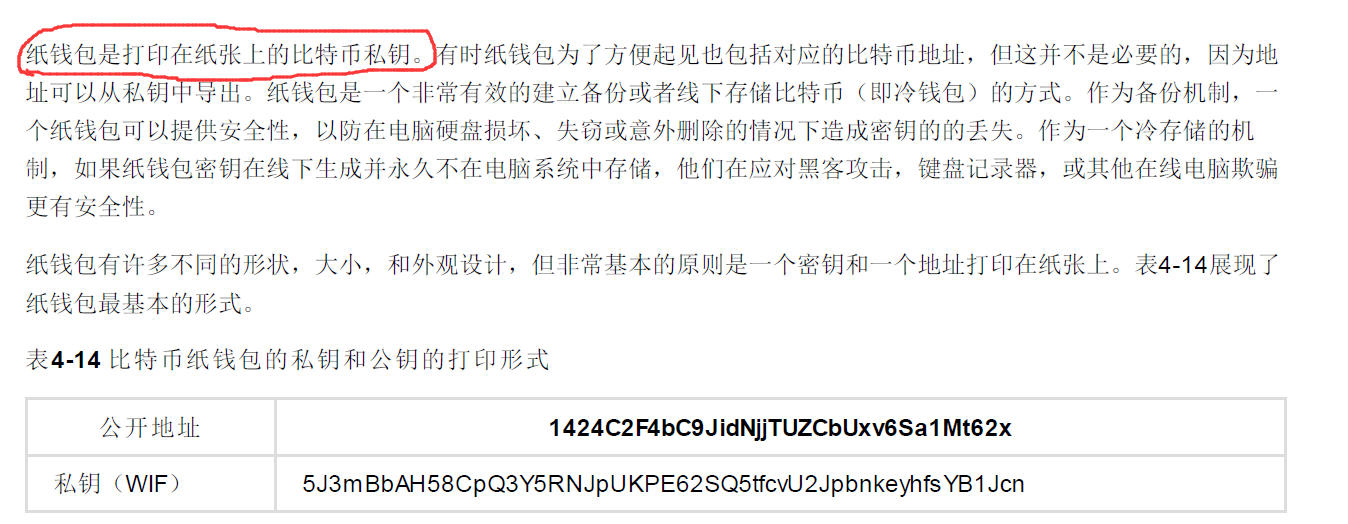 纸钱包是打印在纸张上的比特币私钥。有时纸钱包为了方便起见也包括对应的比特币地址，但这并不是必要的，因为地
址可以从私钥中导出。纸钱包是一个非常有效的建立备份或者线下存储比特币（即冷钱包）的方式。作为备份机制，一
个纸钱包可以提供安全性，以防在电脑硬盘损坏、失窃或意外删除的情况下造成密钥的的丢失。作为一个冷存储的机
制，如果纸钱包密钥在线下生成并永久不在电脑系统中存储，他们在应对黑客攻击，键盘记录器，或其他在线电脑欺骗
更有安全性。
纸钱包有许多不同的形状，大小，和外观设计，但非常基本的原则是一个密钥和一个地址打印在纸张上。表4-14展现了
纸钱包最基本的形式。
表4-14 比特币纸钱包的私钥和公钥的打印形式
公开地址 1424C2F4bC9JidNjjTUZCbUxv6Sa1Mt62x
私钥（WIF） 5J3mBbAH58CpQ3Y5RNJpUKPE62SQ5tfcvU2JpbnkeyhfsYB1Jcn